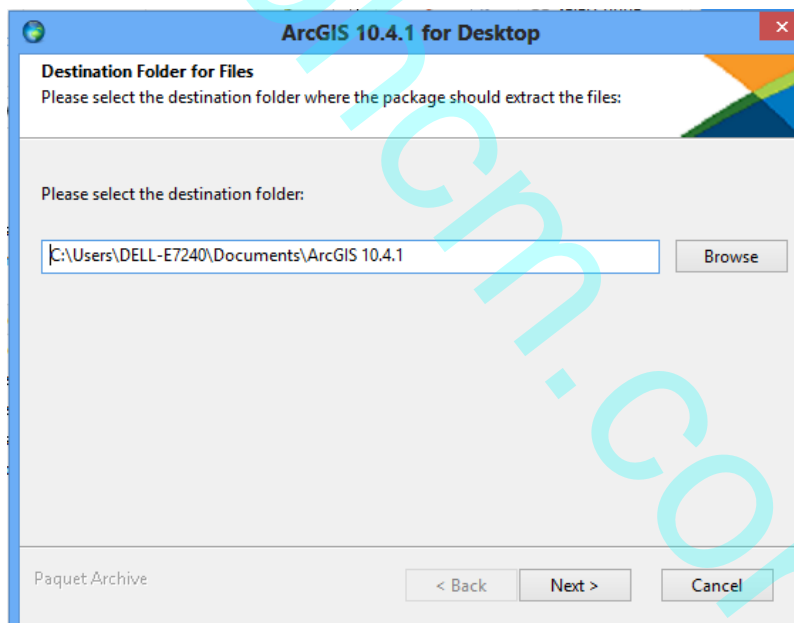 ArcGIS 10.4.1 for Desktop
Destination Folder for Files
Please select the destination folder where the package should extract the files:
Please select the destination folder:
C:\Users\DELL-E7240\Documents\ArcGIS 10.4.1
Browse
Paquet Archive
< Back
Next >
Cancel